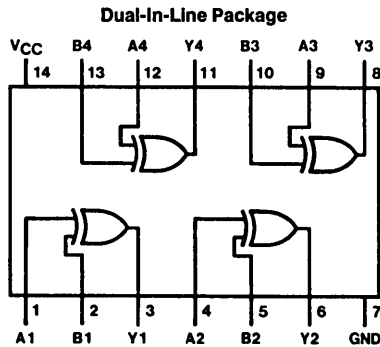 Dual-In-Line Package
VCC B4 A4 Y4 B3 A3 Y3
14 13 12 11 10 9 8
1 2 3 4 5 6 7
A1 B1 Y1 A2 B2 Y2 GND